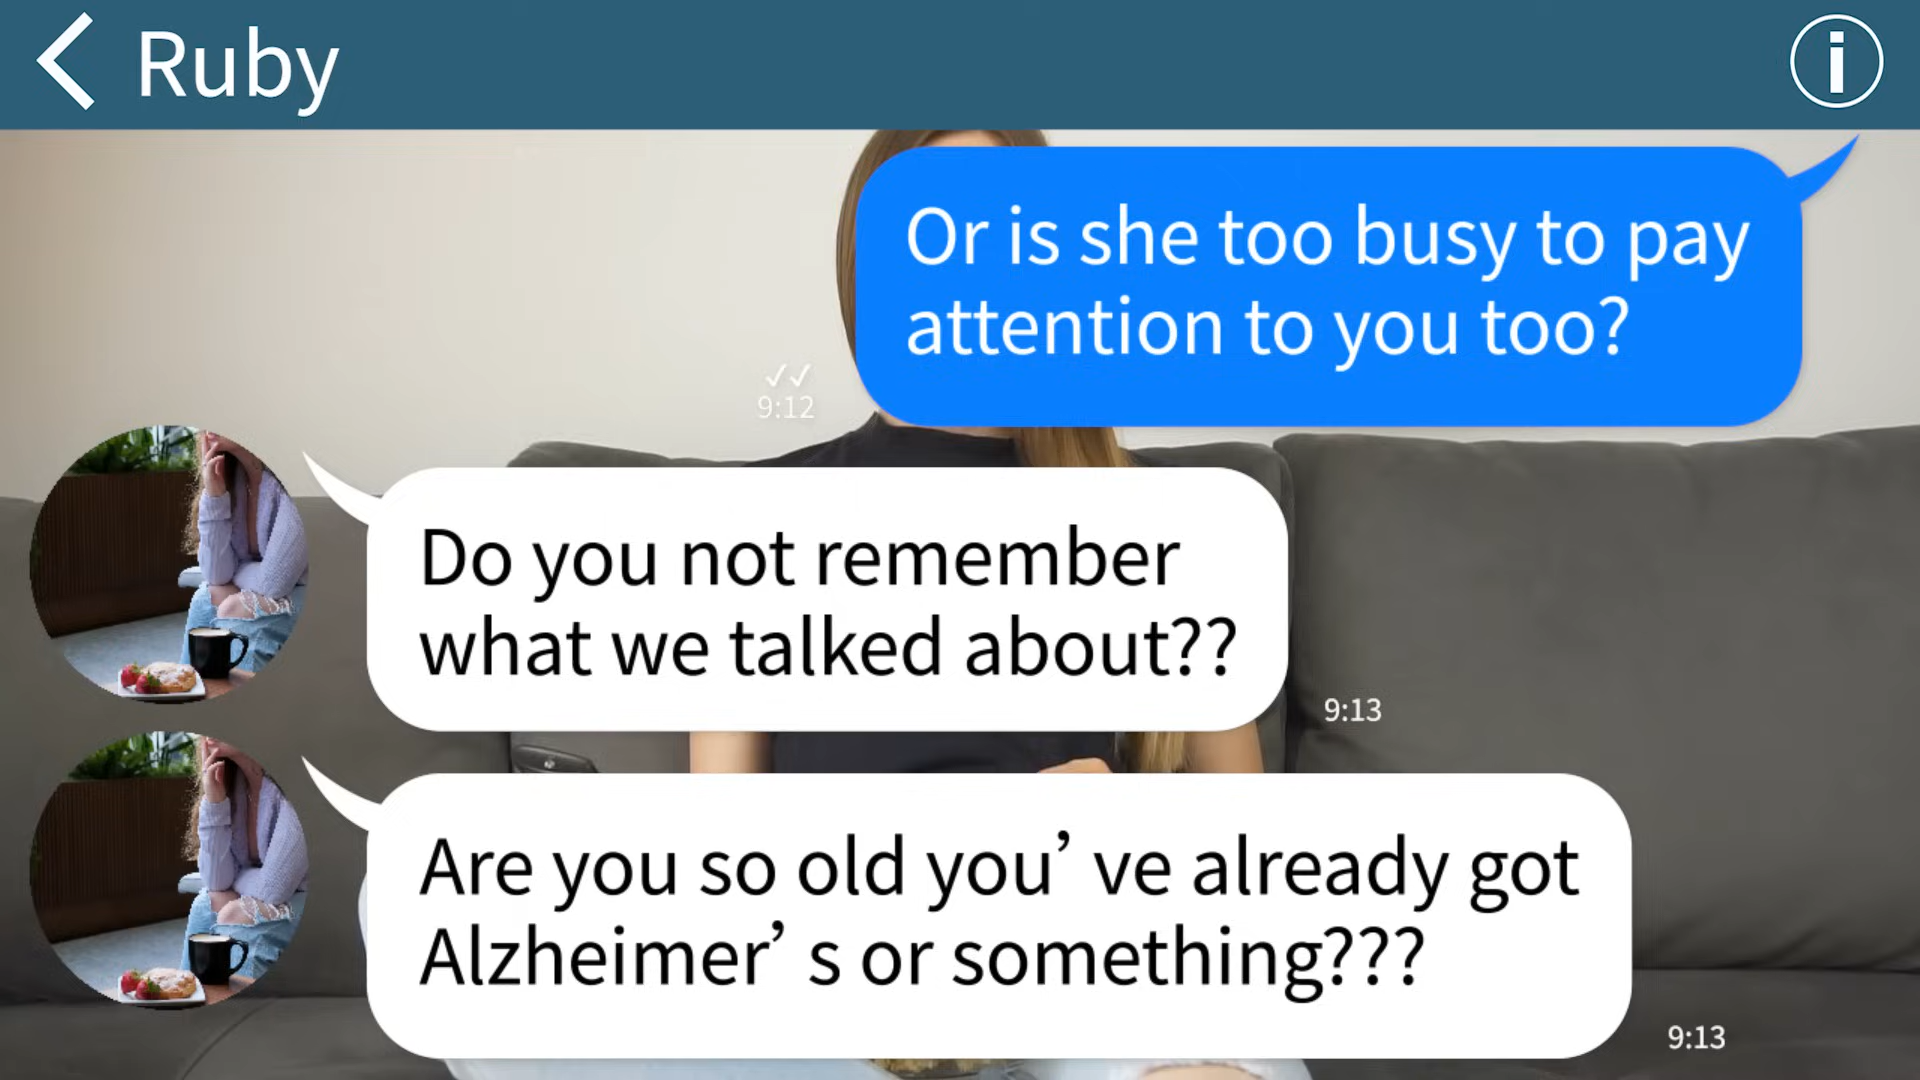 Ruby
Or is she too busy to pay
attention to you too?
9:12
Do you not remember
what we talked about??
9:13
Are you so old you’ ve already got
Alzheimer’ s or something???
9:13